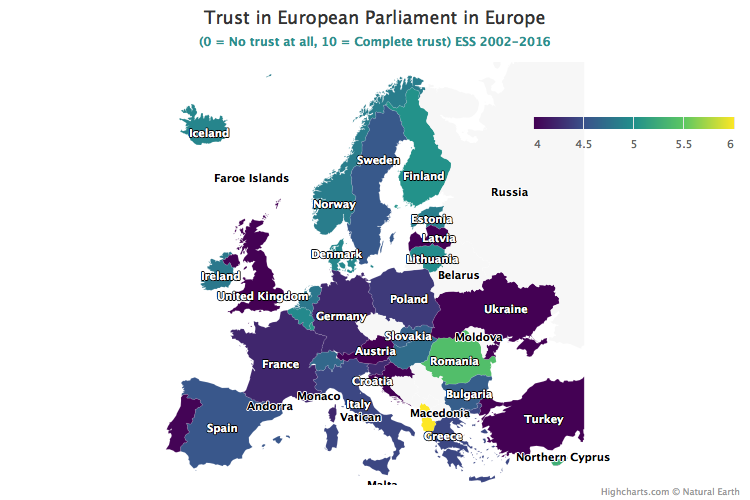 Trust in European Parliament in Europe
(0 = No trust at all, 10 = Complete trust) ESS 2002-2016
4 4.5 5 5.5 6
Iceland
Sweden
Finland
Faroe Islands
Russia
Norway
Estonia
Latvia
Denmark
Lithuania
Ireland
Belarus
United Kingdom
Poland
Germany
Ukraine
Slovakia
Moldova
Austria
Romania
France
Croatia
Monaco
Bulgaria
Andorra
Italy
Vatican
Macedonia
Turkey
Spain
Greece
Northern Cyprus
Malta
Highcharts.com © Natural Earth